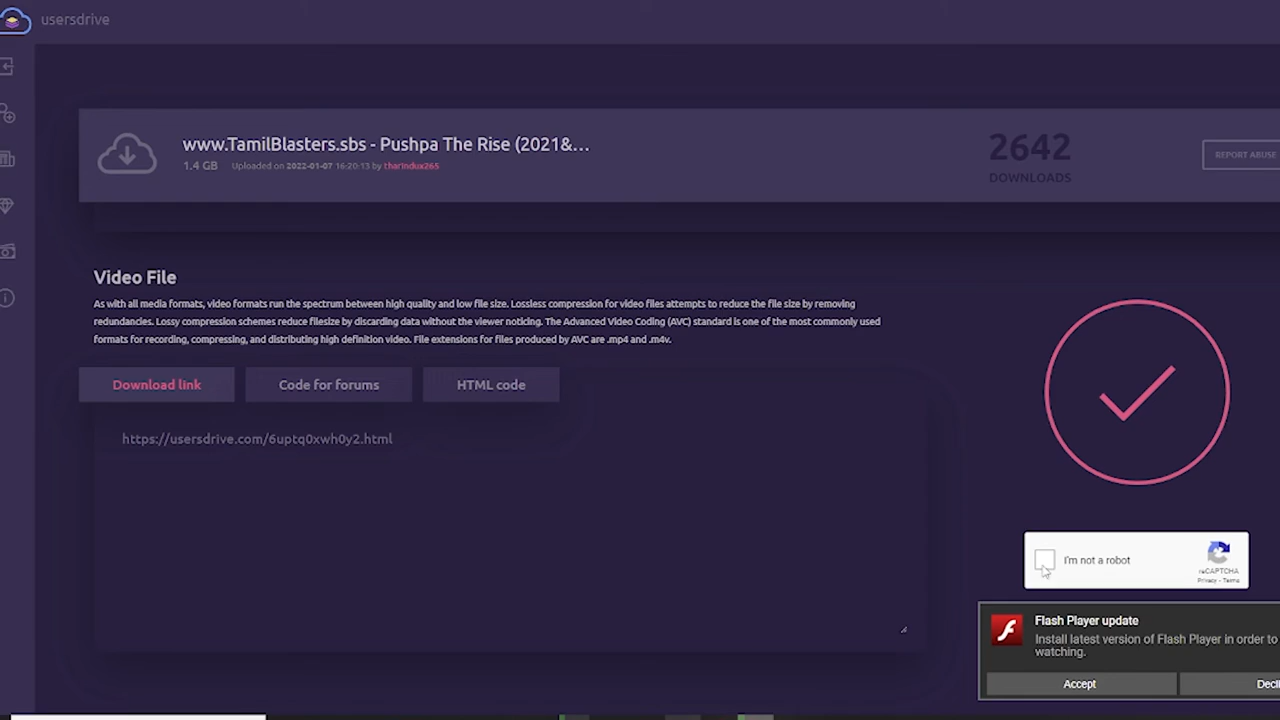 usersdrive
www.TamilBlasters.sbs - Pushpa The Rise (2021&...
1.4 GB Uploaded on 2022-01-07 16:20:13 by tharindux265
2642
DOWNLOADS
REPORT ABUSE
Video File
As with all media formats, video formats run the spectrum between high quality and low file size. Lossless compression for video files attempts to reduce the file size by removing
redundancies. Lossy compression schemes reduce filesize by discarding data without the viewer noticing. The Advanced Video Coding (AVC) standard is one of the most commonly used
formats for recording, compressing, and distributing high definition video. File extensions for files produced by AVC are .mp4 and .m4v.
Download link Code for forums HTML code
https://usersdrive.com/6uptq0xwh0y2.html
I'm not a robot
reCAPTCHA
Privacy - Terms
Flash Player update
Install latest version of Flash Player in order to
watching.
Accept Decli